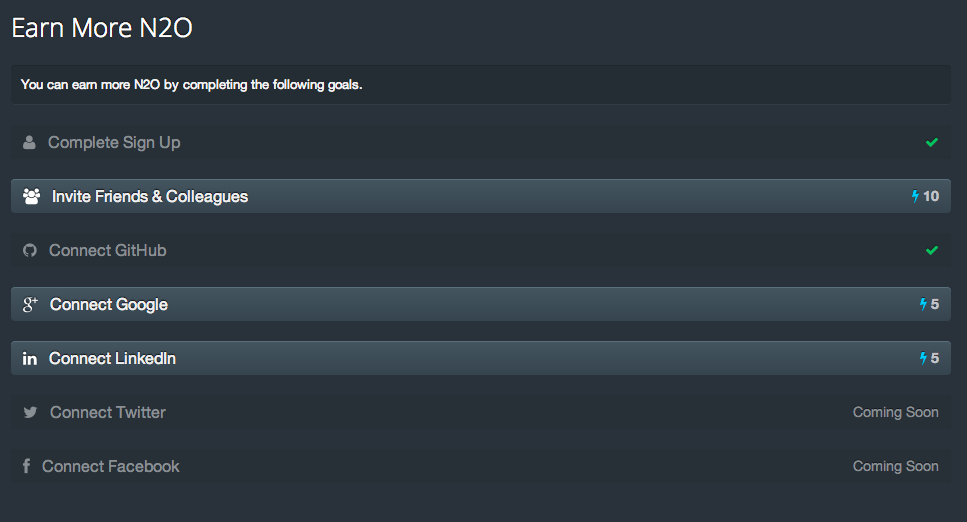 Earn More N2O
You can earn more N2O by completing the following goals.
Complete Sign Up
Invite Friends & Colleagues 10
Connect GitHub
Connect Google 5
Connect LinkedIn 5
Connect Twitter Coming Soon
Connect Facebook Coming Soon